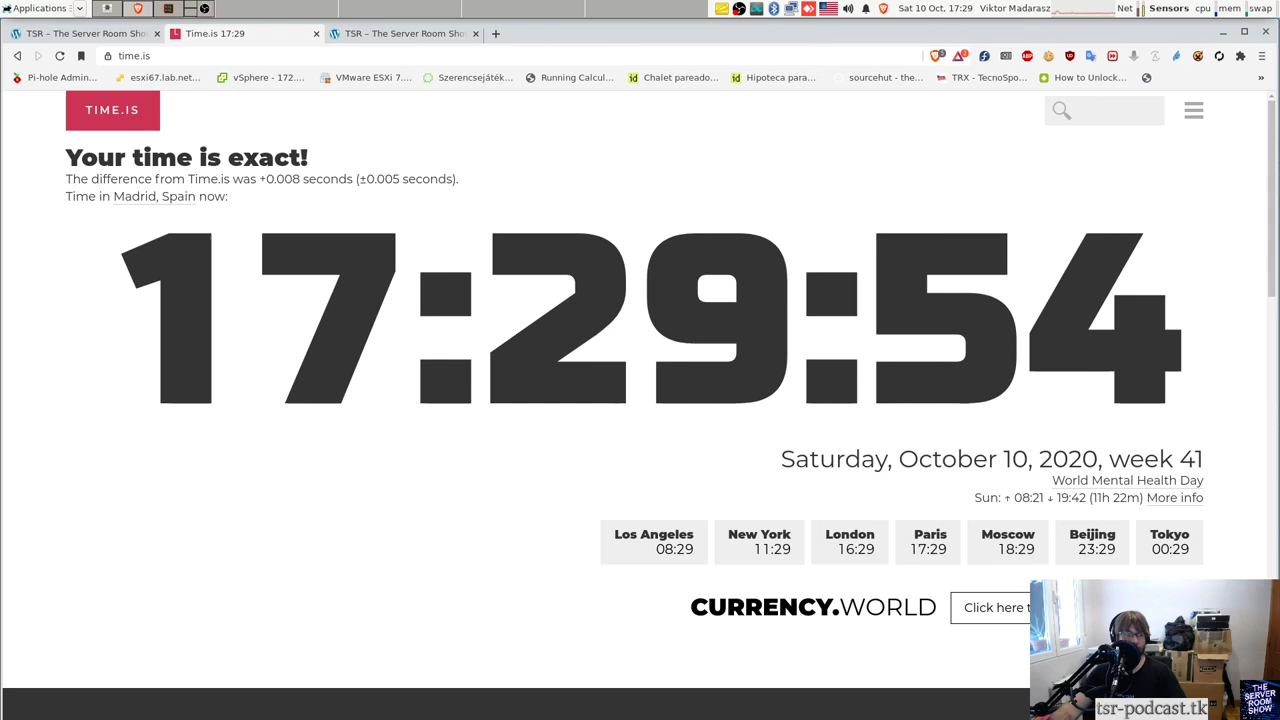 Applications
Sat 10 Oct, 17:29 Viktor Madarasz Net Sensors cpu mem swap
TSR – The Server Room Sho
Time.is 17:29
TSR – The Server Room Sho
time.is
Pi-hole Admin...
esxi67.lab.net...
vSphere - 172....
VMware ESXi 7....
Szerencsejáték...
Running Calcul...
Chalet pareado...
Hipoteca para...
sourcehut - the...
TRX - TecnoSpo...
How to Unlock...
TIME.IS
Your time is exact!
The difference from Time.is was +0.008 seconds (±0.005 seconds).
Time in Madrid, Spain now:
17:29:54
Saturday, October 10, 2020, week 41
World Mental Health Day
Sun: ↑ 08:21 ↓ 19:42 (11h 22m) More info
Los Angeles
08:29
New York
11:29
London
16:29
Paris
17:29
Moscow
18:29
Beijing
23:29
Tokyo
00:29
CURRENCY.WORLD
Click here t
THE
SERVER
ROOM
SHOW
tsr-podcast.tk